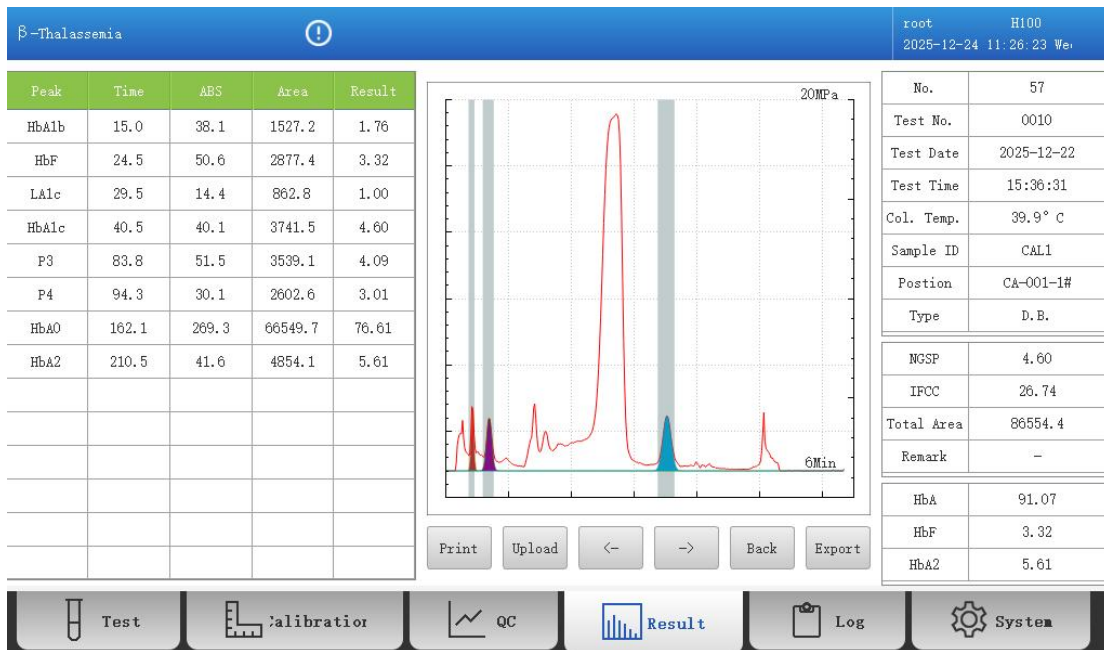 β-Thalassemia
root H100
2025-12-24 11:26:23 We
Peak Time ABS Area Result
HbA1b 15.0 38.1 1527.2 1.76
HbF 24.5 50.6 2877.4 3.32
LA1c 29.5 14.4 862.8 1.00
HbA1c 40.5 40.1 3741.5 4.60
P3 83.8 51.5 3539.1 4.09
P4 94.3 30.1 2602.6 3.01
HbA0 162.1 269.3 66549.7 76.61
HbA2 210.5 41.6 4854.1 5.61
20MPa
6Min
Print Upload <- -> Back Export
No. 57
Test No. 0010
Test Date 2025-12-22
Test Time 15:36:31
Col. Temp. 39.9° C
Sample ID CAL1
Postion CA-001-1#
Type D.B.
NGSP 4.60
IFCC 26.74
Total Area 86554.4
Remark -
HbA 91.07
HbF 3.32
HbA2 5.61
Test Calibration QC Result Log System